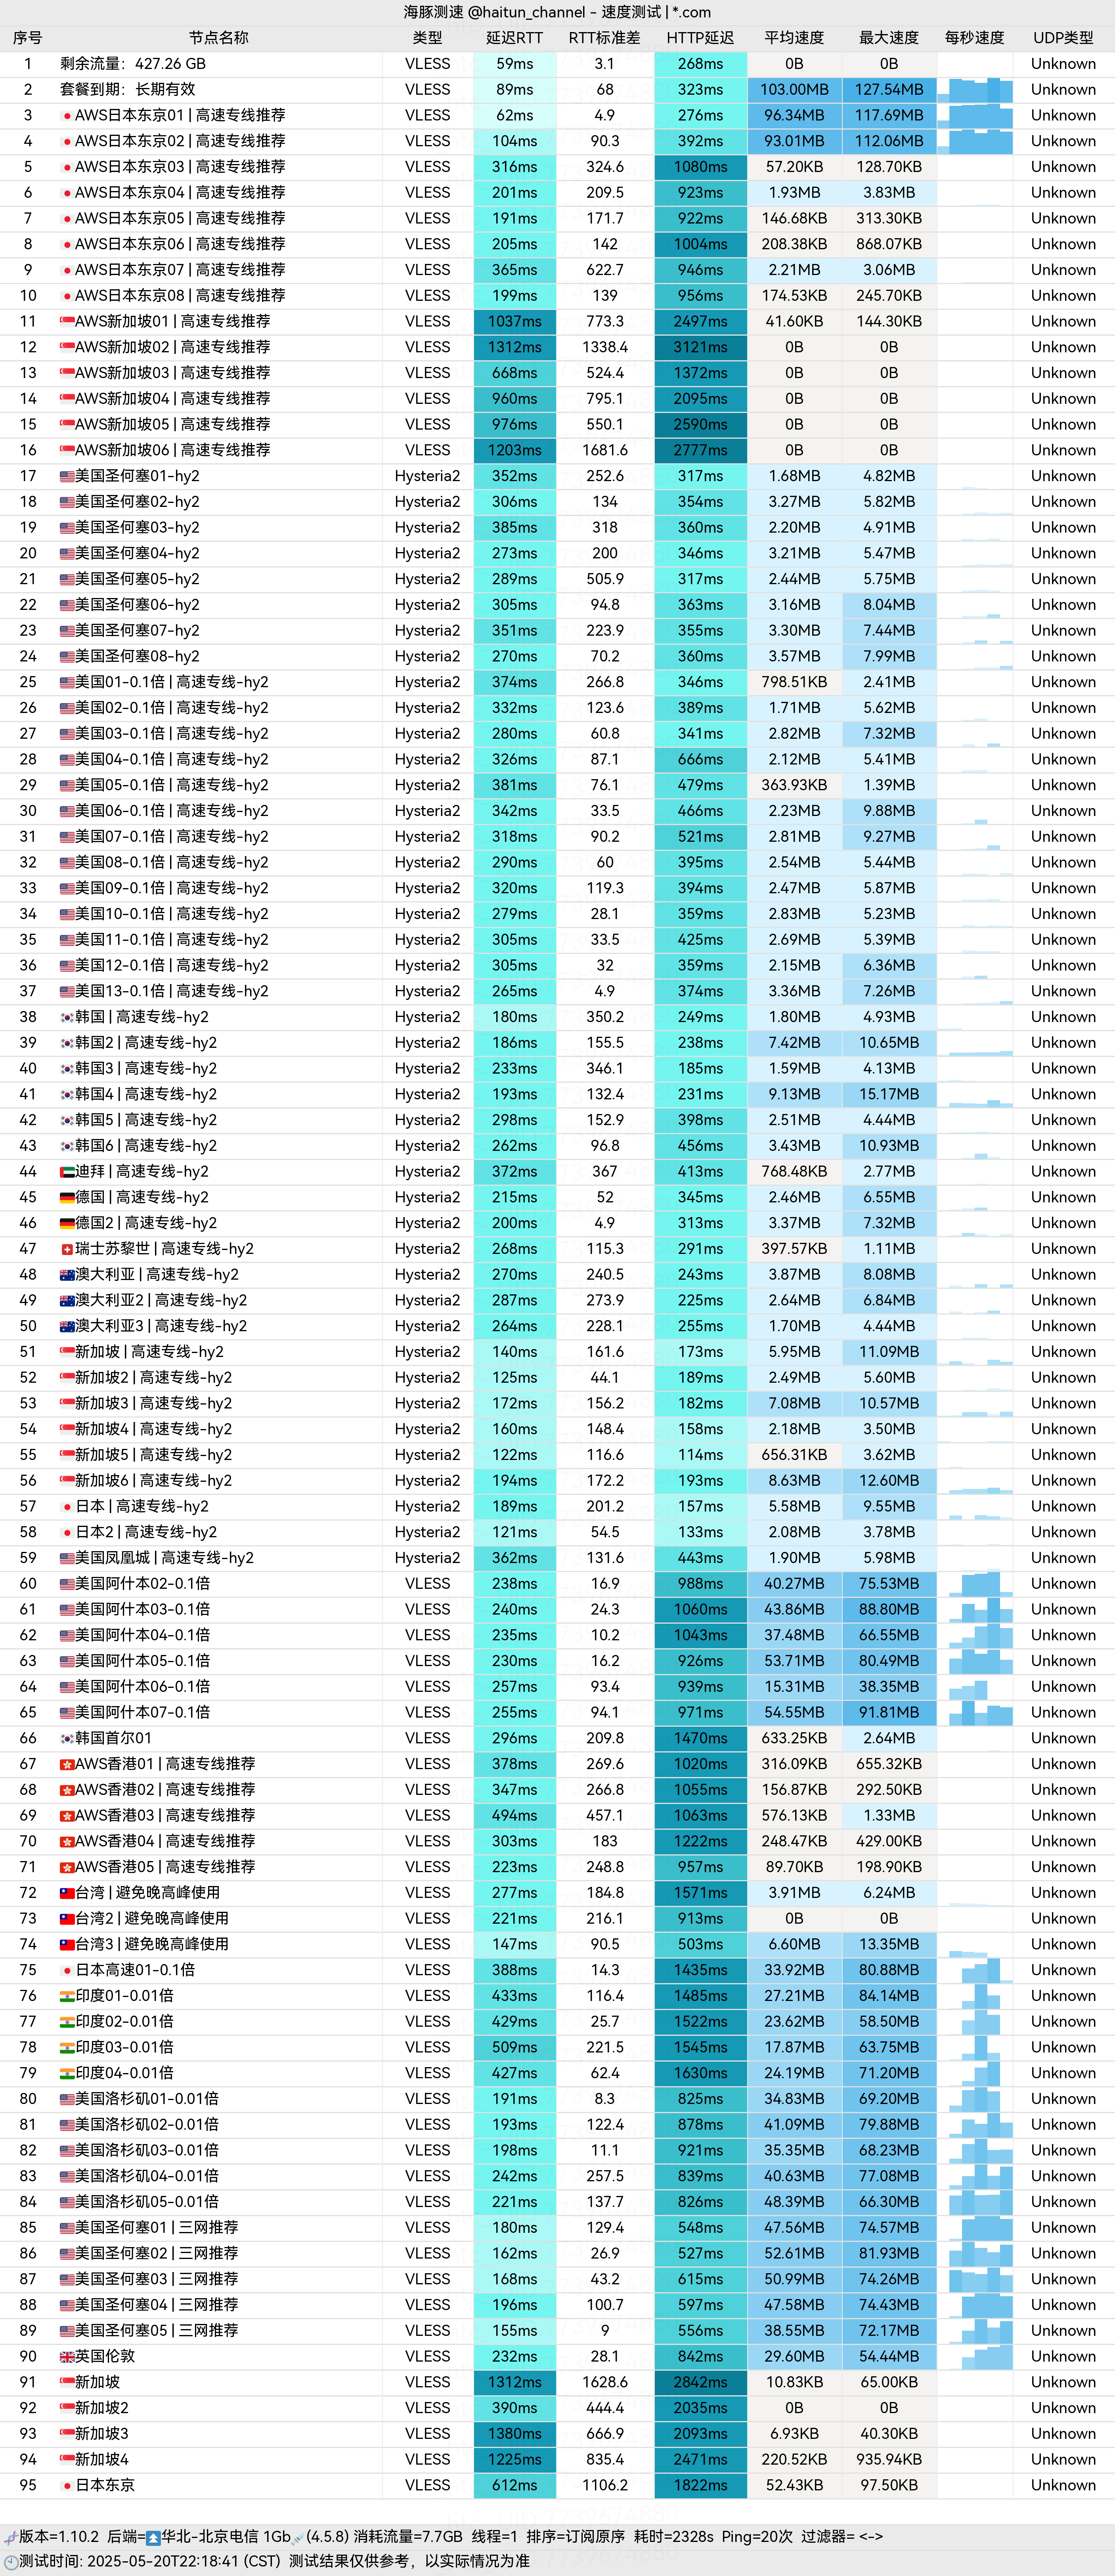 海豚测速 @haitun_channel - 速度测试 | *.com
序号 节点名称 类型 延迟RTT RTT标准差 HTTP延迟 平均速度 最大速度 每秒速度 UDP类型
1 剩余流量：427.26 GB VLESS 59ms 3.1 268ms 0B 0B Unknown
2 套餐到期：长期有效 VLESS 89ms 68 323ms 103.00MB 127.54MB Unknown
3 AWS日本东京01 | 高速专线推荐 VLESS 62ms 4.9 276ms 96.34MB 117.69MB Unknown
4 AWS日本东京02 | 高速专线推荐 VLESS 104ms 90.3 392ms 93.01MB 112.06MB Unknown
5 AWS日本东京03 | 高速专线推荐 VLESS 316ms 324.6 1080ms 57.20KB 128.70KB Unknown
6 AWS日本东京04 | 高速专线推荐 VLESS 201ms 209.5 923ms 1.93MB 3.83MB Unknown
7 AWS日本东京05 | 高速专线推荐 VLESS 191ms 171.7 922ms 146.68KB 313.30KB Unknown
8 AWS日本东京06 | 高速专线推荐 VLESS 205ms 142 1004ms 208.38KB 868.07KB Unknown
9 AWS日本东京07 | 高速专线推荐 VLESS 365ms 622.7 946ms 2.21MB 3.06MB Unknown
10 AWS日本东京08 | 高速专线推荐 VLESS 199ms 139 956ms 174.53KB 245.70KB Unknown
11 AWS新加坡01 | 高速专线推荐 VLESS 1037ms 773.3 2497ms 41.60KB 144.30KB Unknown
12 AWS新加坡02 | 高速专线推荐 VLESS 1312ms 1338.4 3121ms 0B 0B Unknown
13 AWS新加坡03 | 高速专线推荐 VLESS 668ms 524.4 1372ms 0B 0B Unknown
14 AWS新加坡04 | 高速专线推荐 VLESS 960ms 795.1 2095ms 0B 0B Unknown
15 AWS新加坡05 | 高速专线推荐 VLESS 976ms 550.1 2590ms 0B 0B Unknown
16 AWS新加坡06 | 高速专线推荐 VLESS 1203ms 1681.6 2777ms 0B 0B Unknown
17 美国圣何塞01-hy2 Hysteria2 352ms 252.6 317ms 1.68MB 4.82MB Unknown
18 美国圣何塞02-hy2 Hysteria2 306ms 134 354ms 3.27MB 5.82MB Unknown
19 美国圣何塞03-hy2 Hysteria2 385ms 318 360ms 2.20MB 4.91MB Unknown
20 美国圣何塞04-hy2 Hysteria2 273ms 200 346ms 3.21MB 5.47MB Unknown
21 美国圣何塞05-hy2 Hysteria2 289ms 505.9 317ms 2.44MB 5.75MB Unknown
22 美国圣何塞06-hy2 Hysteria2 305ms 94.8 363ms 3.16MB 8.04MB Unknown
23 美国圣何塞07-hy2 Hysteria2 351ms 223.9 355ms 3.30MB 7.44MB Unknown
24 美国圣何塞08-hy2 Hysteria2 270ms 70.2 360ms 3.57MB 7.99MB Unknown
25 美国01-0.1倍 | 高速专线-hy2 Hysteria2 374ms 266.8 346ms 798.51KB 2.41MB Unknown
26 美国02-0.1倍 | 高速专线-hy2 Hysteria2 332ms 123.6 389ms 1.71MB 5.62MB Unknown
27 美国03-0.1倍 | 高速专线-hy2 Hysteria2 280ms 60.8 341ms 2.82MB 7.32MB Unknown
28 美国04-0.1倍 | 高速专线-hy2 Hysteria2 326ms 87.1 666ms 2.12MB 5.41MB Unknown
29 美国05-0.1倍 | 高速专线-hy2 Hysteria2 381ms 76.1 479ms 363.93KB 1.39MB Unknown
30 美国06-0.1倍 | 高速专线-hy2 Hysteria2 342ms 33.5 466ms 2.23MB 9.88MB Unknown
31 美国07-0.1倍 | 高速专线-hy2 Hysteria2 318ms 90.2 521ms 2.81MB 9.27MB Unknown
32 美国08-0.1倍 | 高速专线-hy2 Hysteria2 290ms 60 395ms 2.54MB 5.44MB Unknown
33 美国09-0.1倍 | 高速专线-hy2 Hysteria2 320ms 119.3 394ms 2.47MB 5.87MB Unknown
34 美国10-0.1倍 | 高速专线-hy2 Hysteria2 279ms 28.1 359ms 2.83MB 5.23MB Unknown
35 美国11-0.1倍 | 高速专线-hy2 Hysteria2 305ms 33.5 425ms 2.69MB 5.39MB Unknown
36 美国12-0.1倍 | 高速专线-hy2 Hysteria2 305ms 32 359ms 2.15MB 6.36MB Unknown
37 美国13-0.1倍 | 高速专线-hy2 Hysteria2 265ms 4.9 374ms 3.36MB 7.26MB Unknown
38 韩国 | 高速专线-hy2 Hysteria2 180ms 350.2 249ms 1.80MB 4.93MB Unknown
39 韩国2 | 高速专线-hy2 Hysteria2 186ms 155.5 238ms 7.42MB 10.65MB Unknown
40 韩国3 | 高速专线-hy2 Hysteria2 233ms 346.1 185ms 1.59MB 4.13MB Unknown
41 韩国4 | 高速专线-hy2 Hysteria2 193ms 132.4 231ms 9.13MB 15.17MB Unknown
42 韩国5 | 高速专线-hy2 Hysteria2 298ms 152.9 398ms 2.51MB 4.44MB Unknown
43 韩国6 | 高速专线-hy2 Hysteria2 262ms 96.8 456ms 3.43MB 10.93MB Unknown
44 迪拜 | 高速专线-hy2 Hysteria2 372ms 367 413ms 768.48KB 2.77MB Unknown
45 德国 | 高速专线-hy2 Hysteria2 215ms 52 345ms 2.46MB 6.55MB Unknown
46 德国2 | 高速专线-hy2 Hysteria2 200ms 4.9 313ms 3.37MB 7.32MB Unknown
47 瑞士苏黎世 | 高速专线-hy2 Hysteria2 268ms 115.3 291ms 397.57KB 1.11MB Unknown
48 澳大利亚 | 高速专线-hy2 Hysteria2 270ms 240.5 243ms 3.87MB 8.08MB Unknown
49 澳大利亚2 | 高速专线-hy2 Hysteria2 287ms 273.9 225ms 2.64MB 6.84MB Unknown
50 澳大利亚3 | 高速专线-hy2 Hysteria2 264ms 228.1 255ms 1.70MB 4.44MB Unknown
51 新加坡 | 高速专线-hy2 Hysteria2 140ms 161.6 173ms 5.95MB 11.09MB Unknown
52 新加坡2 | 高速专线-hy2 Hysteria2 125ms 44.1 189ms 2.49MB 5.60MB Unknown
53 新加坡3 | 高速专线-hy2 Hysteria2 172ms 156.2 182ms 7.08MB 10.57MB Unknown
54 新加坡4 | 高速专线-hy2 Hysteria2 160ms 148.4 158ms 2.18MB 3.50MB Unknown
55 新加坡5 | 高速专线-hy2 Hysteria2 122ms 116.6 114ms 656.31KB 3.62MB Unknown
56 新加坡6 | 高速专线-hy2 Hysteria2 194ms 172.2 193ms 8.63MB 12.60MB Unknown
57 日本 | 高速专线-hy2 Hysteria2 189ms 201.2 157ms 5.58MB 9.55MB Unknown
58 日本2 | 高速专线-hy2 Hysteria2 121ms 54.5 133ms 2.08MB 3.78MB Unknown
59 美国凤凰城 | 高速专线-hy2 Hysteria2 362ms 131.6 443ms 1.90MB 5.98MB Unknown
60 美国阿什本02-0.1倍 VLESS 238ms 16.9 988ms 40.27MB 75.53MB Unknown
61 美国阿什本03-0.1倍 VLESS 240ms 24.3 1060ms 43.86MB 88.80MB Unknown
62 美国阿什本04-0.1倍 VLESS 235ms 10.2 1043ms 37.48MB 66.55MB Unknown
63 美国阿什本05-0.1倍 VLESS 230ms 16.2 926ms 53.71MB 80.49MB Unknown
64 美国阿什本06-0.1倍 VLESS 257ms 93.4 939ms 15.31MB 38.35MB Unknown
65 美国阿什本07-0.1倍 VLESS 255ms 94.1 971ms 54.55MB 91.81MB Unknown
66 韩国首尔01 VLESS 296ms 209.8 1470ms 633.25KB 2.64MB Unknown
67 AWS香港01 | 高速专线推荐 VLESS 378ms 269.6 1020ms 316.09KB 655.32KB Unknown
68 AWS香港02 | 高速专线推荐 VLESS 347ms 266.8 1055ms 156.87KB 292.50KB Unknown
69 AWS香港03 | 高速专线推荐 VLESS 494ms 457.1 1063ms 576.13KB 1.33MB Unknown
70 AWS香港04 | 高速专线推荐 VLESS 303ms 183 1222ms 248.47KB 429.00KB Unknown
71 AWS香港05 | 高速专线推荐 VLESS 223ms 248.8 957ms 89.70KB 198.90KB Unknown
72 台湾 | 避免晚高峰使用 VLESS 277ms 184.8 1571ms 3.91MB 6.24MB Unknown
73 台湾2 | 避免晚高峰使用 VLESS 221ms 216.1 913ms 0B 0B Unknown
74 台湾3 | 避免晚高峰使用 VLESS 147ms 90.5 503ms 6.60MB 13.35MB Unknown
75 日本高速01-0.1倍 VLESS 388ms 14.3 1435ms 33.92MB 80.88MB Unknown
76 印度01-0.01倍 VLESS 433ms 116.4 1485ms 27.21MB 84.14MB Unknown
77 印度02-0.01倍 VLESS 429ms 25.7 1522ms 23.62MB 58.50MB Unknown
78 印度03-0.01倍 VLESS 509ms 221.5 1545ms 17.87MB 63.75MB Unknown
79 印度04-0.01倍 VLESS 427ms 62.4 1630ms 24.19MB 71.20MB Unknown
80 美国洛杉矶01-0.01倍 VLESS 191ms 8.3 825ms 34.83MB 69.20MB Unknown
81 美国洛杉矶02-0.01倍 VLESS 193ms 122.4 878ms 41.09MB 79.88MB Unknown
82 美国洛杉矶03-0.01倍 VLESS 198ms 11.1 921ms 35.35MB 68.23MB Unknown
83 美国洛杉矶04-0.01倍 VLESS 242ms 257.5 839ms 40.63MB 77.08MB Unknown
84 美国洛杉矶05-0.01倍 VLESS 221ms 137.7 826ms 48.39MB 66.30MB Unknown
85 美国圣何塞01 | 三网推荐 VLESS 180ms 129.4 548ms 47.56MB 74.57MB Unknown
86 美国圣何塞02 | 三网推荐 VLESS 162ms 26.9 527ms 52.61MB 81.93MB Unknown
87 美国圣何塞03 | 三网推荐 VLESS 168ms 43.2 615ms 50.99MB 74.26MB Unknown
88 美国圣何塞04 | 三网推荐 VLESS 196ms 100.7 597ms 47.58MB 74.43MB Unknown
89 美国圣何塞05 | 三网推荐 VLESS 155ms 9 556ms 38.55MB 72.17MB Unknown
90 英国伦敦 VLESS 232ms 28.1 842ms 29.60MB 54.44MB Unknown
91 新加坡 VLESS 1312ms 1628.6 2842ms 10.83KB 65.00KB Unknown
92 新加坡2 VLESS 390ms 444.4 2035ms 0B 0B Unknown
93 新加坡3 VLESS 1380ms 666.9 2093ms 6.93KB 40.30KB Unknown
94 新加坡4 VLESS 1225ms 835.4 2471ms 220.52KB 935.94KB Unknown
95 日本东京 VLESS 612ms 1106.2 1822ms 52.43KB 97.50KB Unknown
版本=1.10.2 后端=华北-北京电信 1Gb (4.5.8) 消耗流量=7.7GB 线程=1 排序=订阅原序 耗时=2328s Ping=20次 过滤器= <->
测试时间: 2025-05-20T22:18:41 (CST) 测试结果仅供参考，以实际情况为准